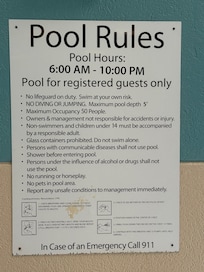 Pool Rules
Pool Hours:
6:00 AM - 10:00 PM
Pool for registered guests only
• No lifeguard on duty. Swim at your own risk.
• NO DIVING OR JUMPING. Maximum pool depth 5'
• Maximum Occupancy 50 People.
• Owners & management not responsible for accidents or injury.
• Non-swimmers and children under 14 must be accompanied
by a responsible adult.
• Glass containers prohibited. Do not swim alone.
• Persons with communicable diseases shall not use pool.
• Shower before entering pool.
• Persons under the influence of alcohol or drugs shall not
use the pool.
• No running or horseplay.
• No pets in pool area.
• Report any unsafe conditions to management immediately.
In Case of an Emergency Call 911